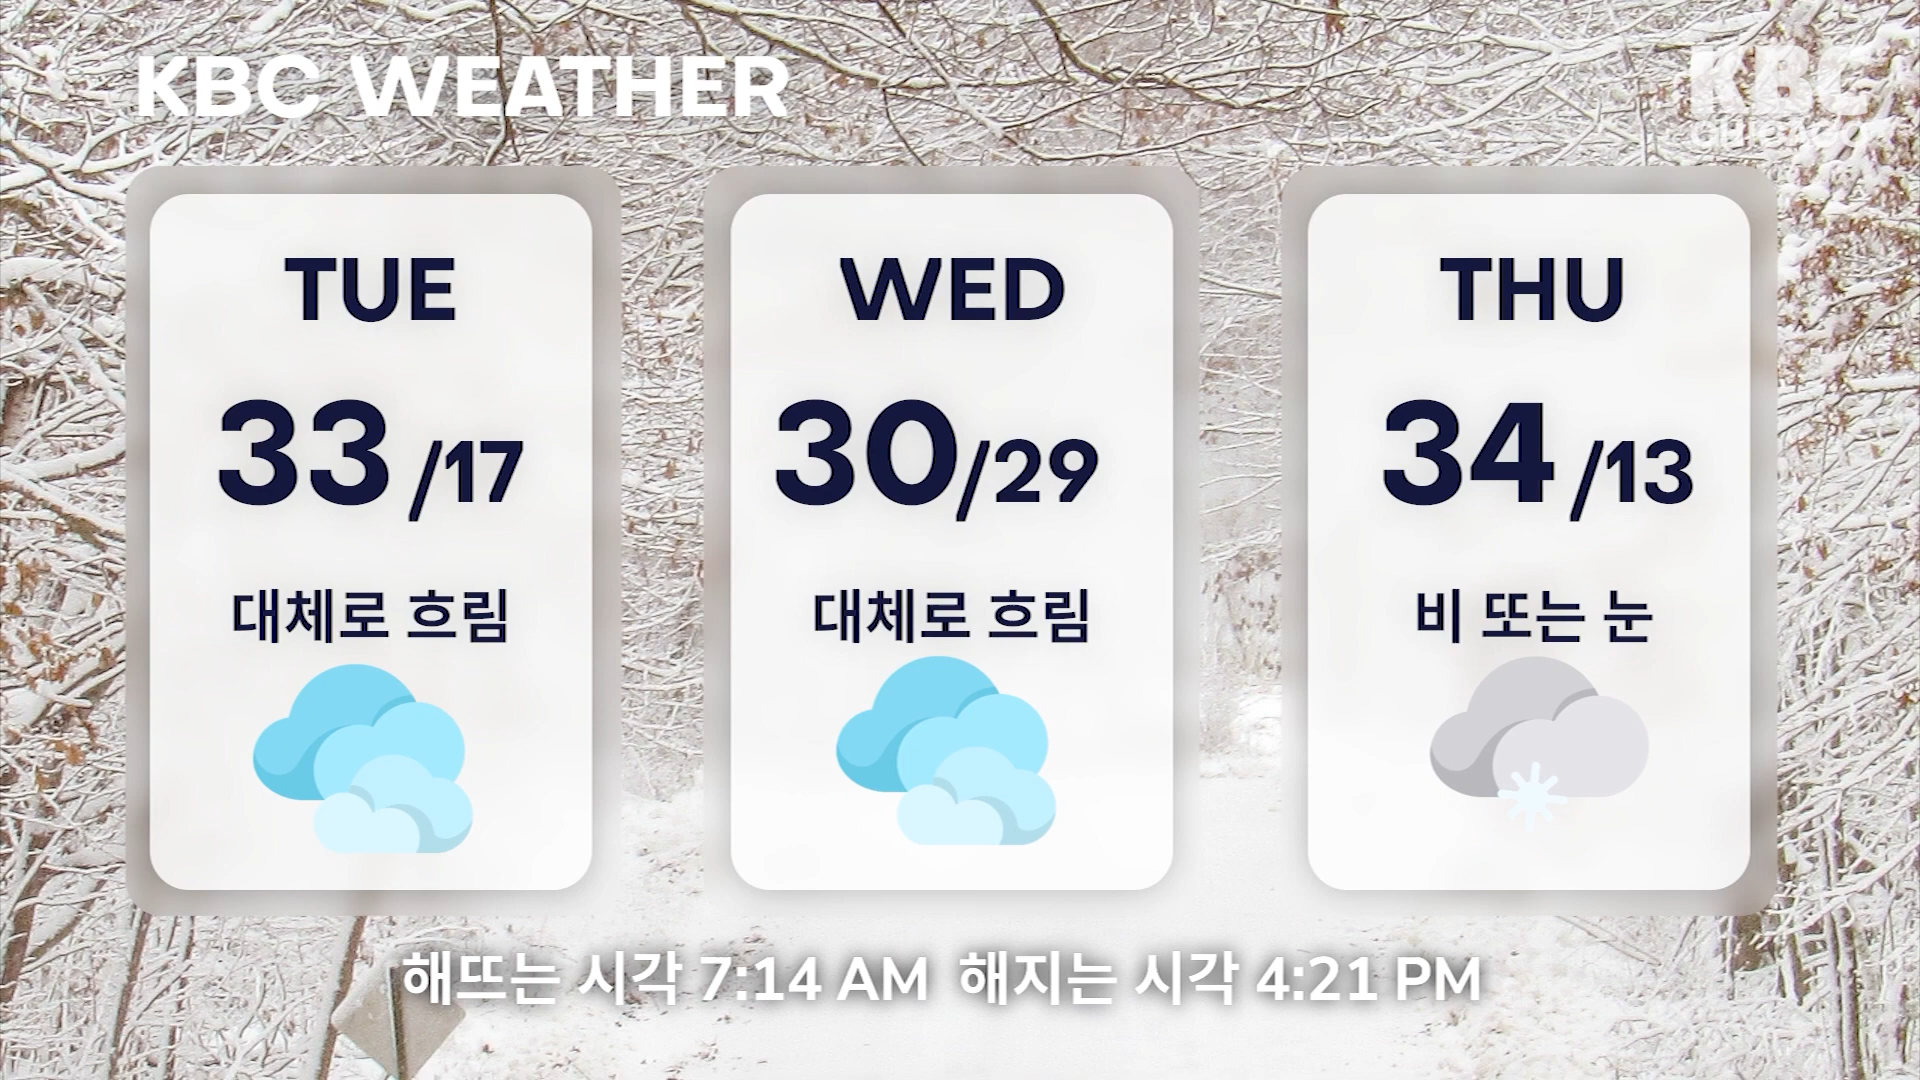 KBC WEATHER
KBC
CHICAGO
TUE
33/17
대체로 흐림
WED
30/29
대체로 흐림
THU
34/13
비 또는 눈
해뜨는 시각 7:14 AM 해지는 시각 4:21 PM